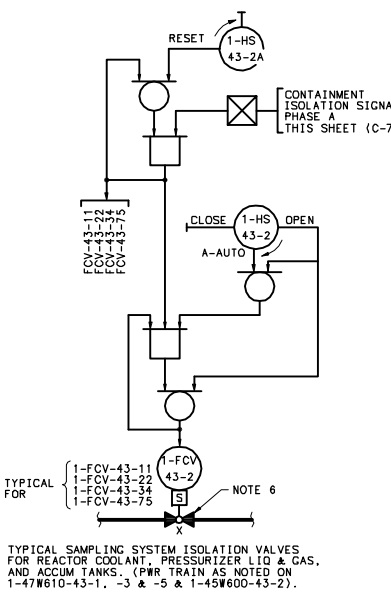 RESET
1-HS
43-2A
CONTAINMENT
ISOLATION SIGNA
PHASE A
THIS SHEET (C-7
FCV-43-11
FCV-43-22
FCV-43-34
FCV-43-75
CLOSE
1-HS
43-2
OPEN
A-AUTO
1-FCV
43-2
S
TYPICAL
FOR
1-FCV-43-11
1-FCV-43-22
1-FCV-43-34
1-FCV-43-75
NOTE 6
X
TYPICAL SAMPLING SYSTEM ISOLATION VALVES
FOR REACTOR COOLANT, PRESSURIZER LIQ & GAS,
AND ACCUM TANKS. (PWR TRAIN AS NOTED ON
1-47W610-43-1, -3 & -5 & 1-45W600-43-2).